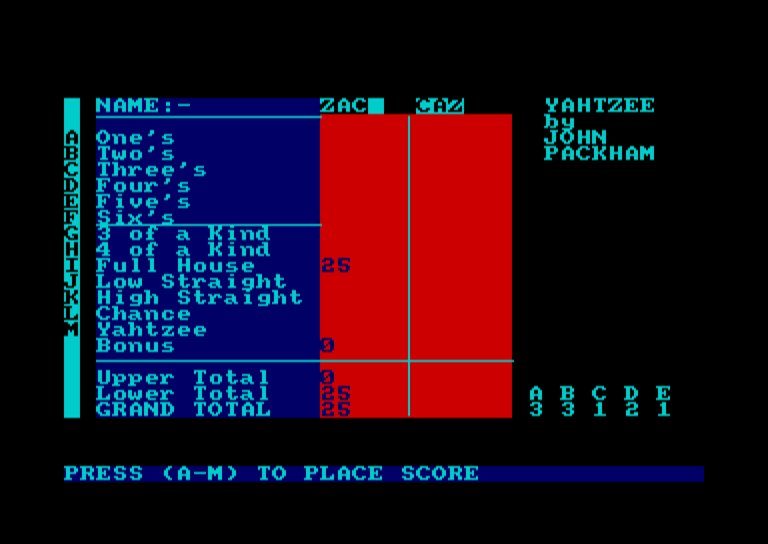 NAME:- ZAC CAZ YAHTZEE
by
A One's JOHN
B Two's PACKHAM
C Three's
D Four's
E Five's
F Six's
G 3 of a Kind
H 4 of a Kind
I Full House 25
J Low Straight
K High Straight
L Chance
M Yahtzee
Bonus 0
Upper Total 0
Lower Total 25 A B C D E
GRAND TOTAL 25 3 3 1 2 1
PRESS (A-M) TO PLACE SCORE